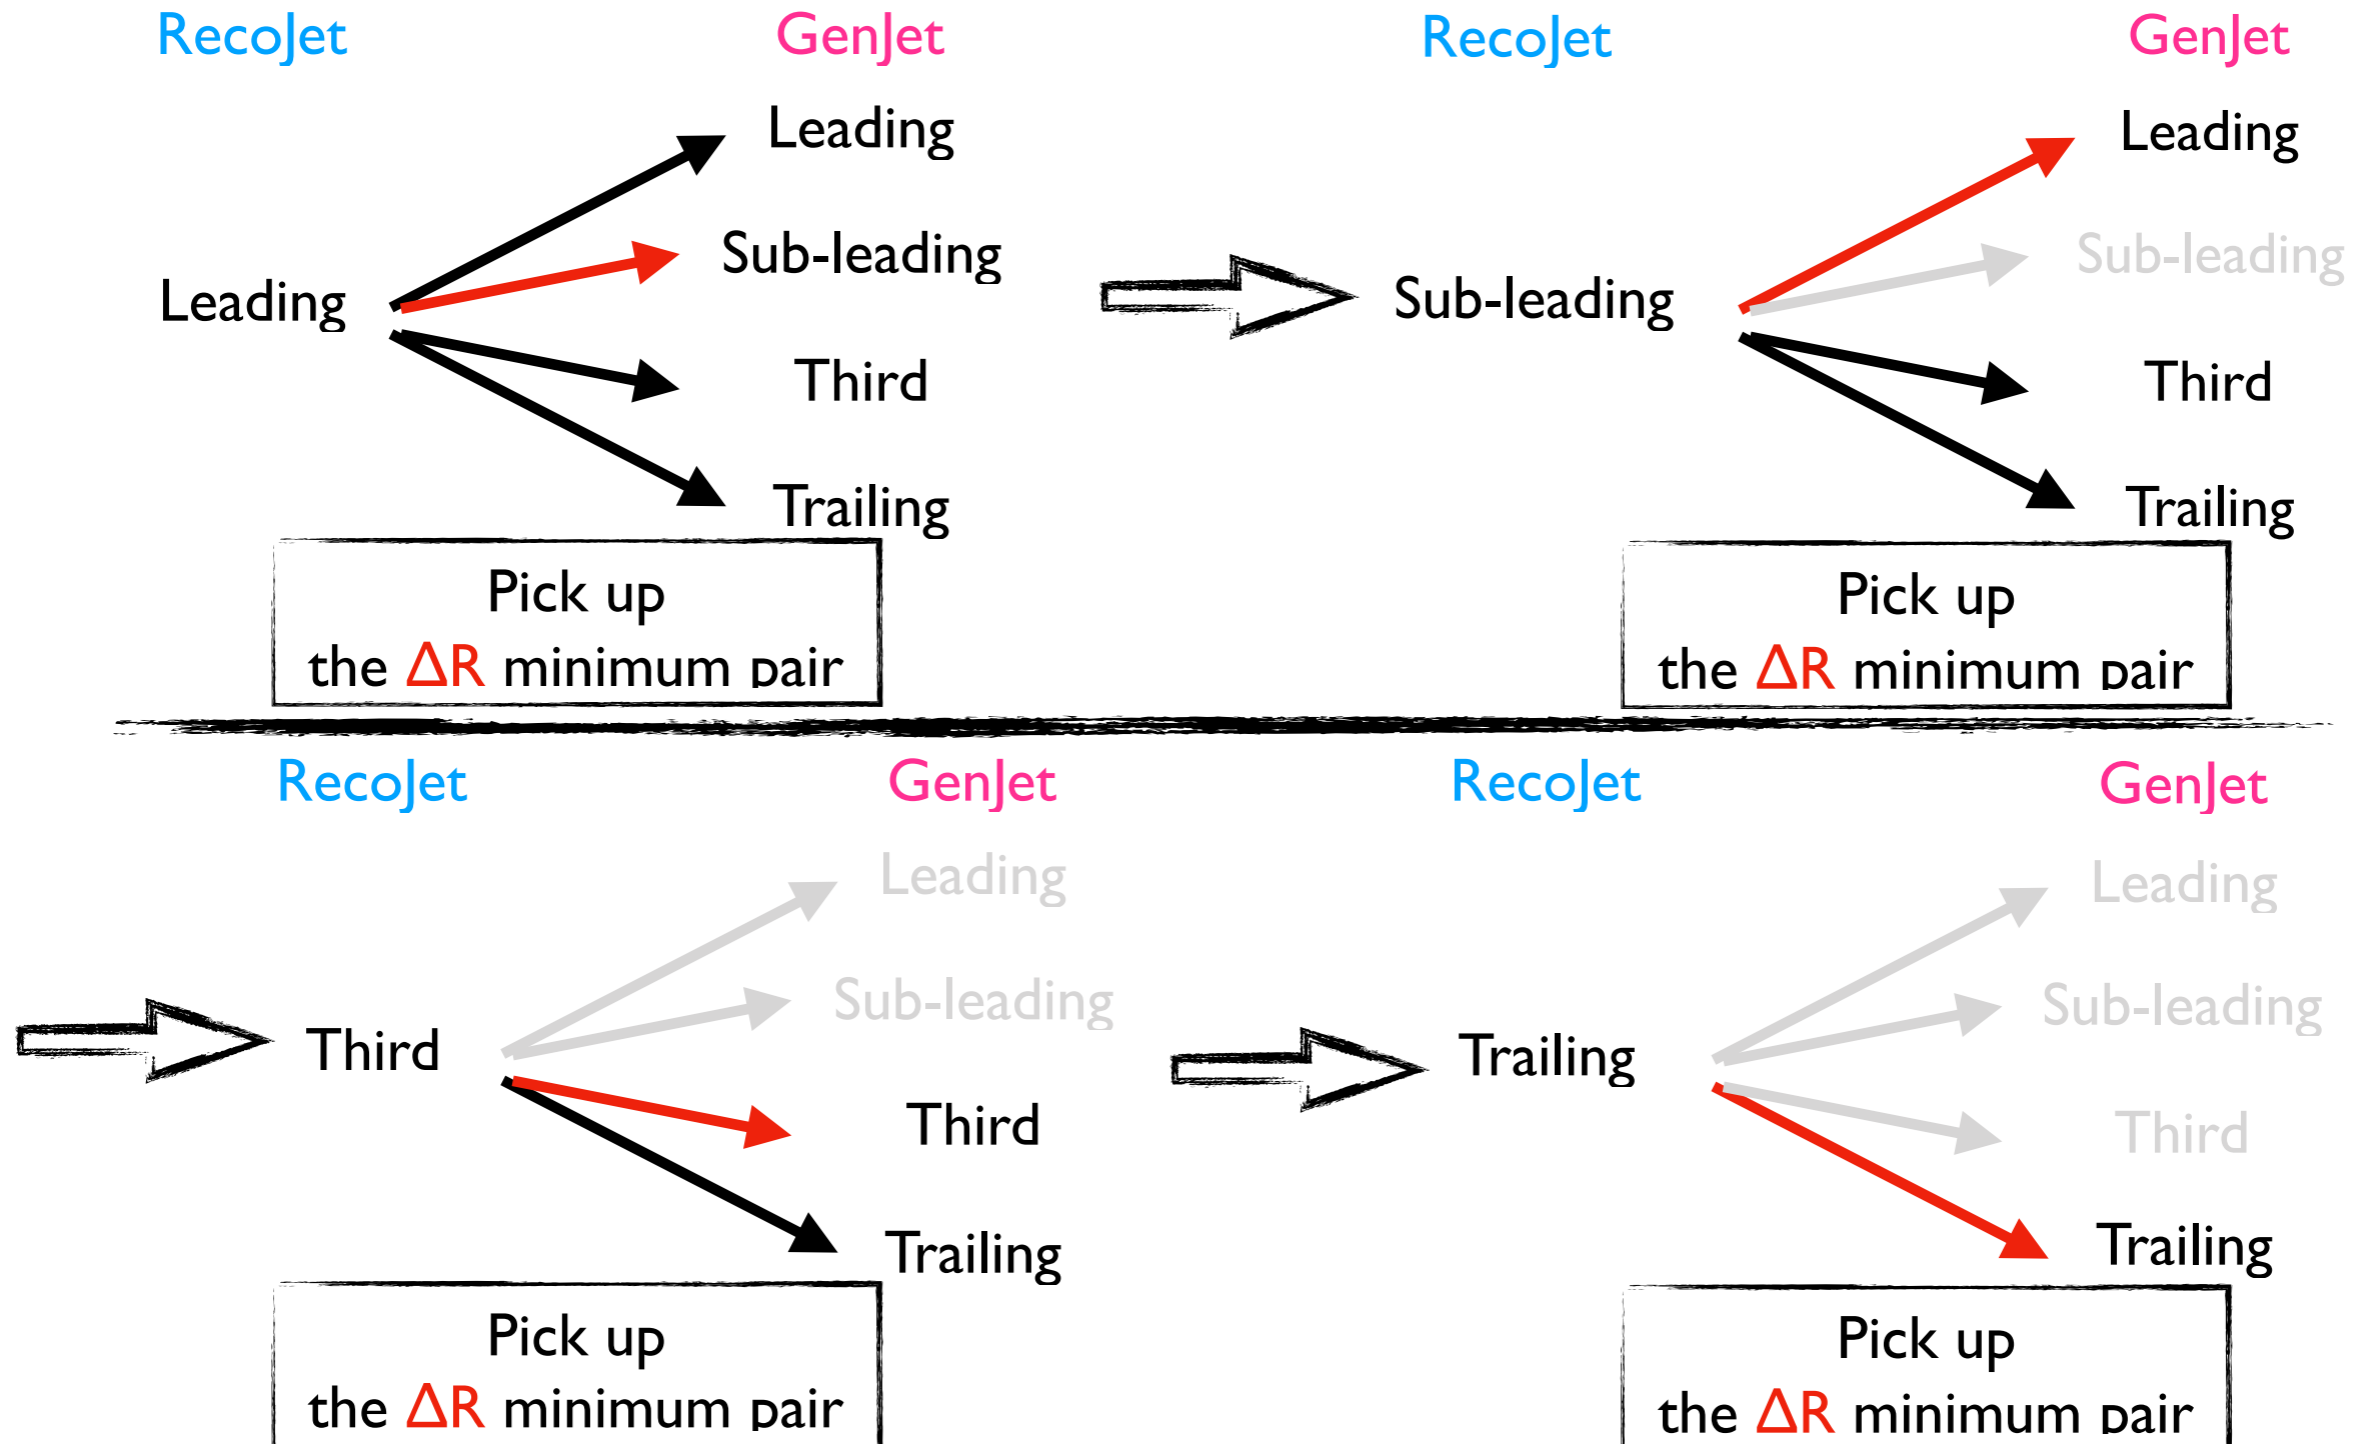 RecoJet
GenJet
Leading
Leading
Sub-leading
Third
Trailing
Pick up
the ΔR minimum pair
RecoJet
GenJet
Sub-leading
Leading
Sub-leading
Third
Trailing
Pick up
the ΔR minimum pair
RecoJet
GenJet
Third
Leading
Sub-leading
Third
Trailing
Pick up
the ΔR minimum pair
RecoJet
GenJet
Trailing
Leading
Sub-leading
Third
Trailing
Pick up
the ΔR minimum pair